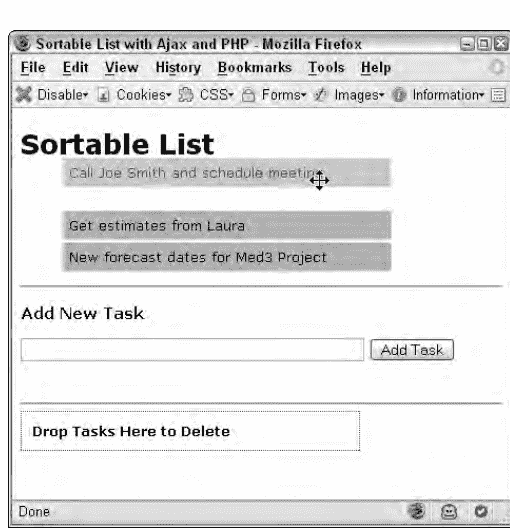 Sortable List with Ajax and PHP - Mozilla Firefox
File Edit View History Bookmarks Tools Help
Disable Cookies CSS Forms Images Information
Sortable List
Call Joe Smith and schedule meeting
Get estimates from Laura
New forecast dates for Med3 Project
Add New Task
Add Task
Drop Tasks Here to Delete
Done